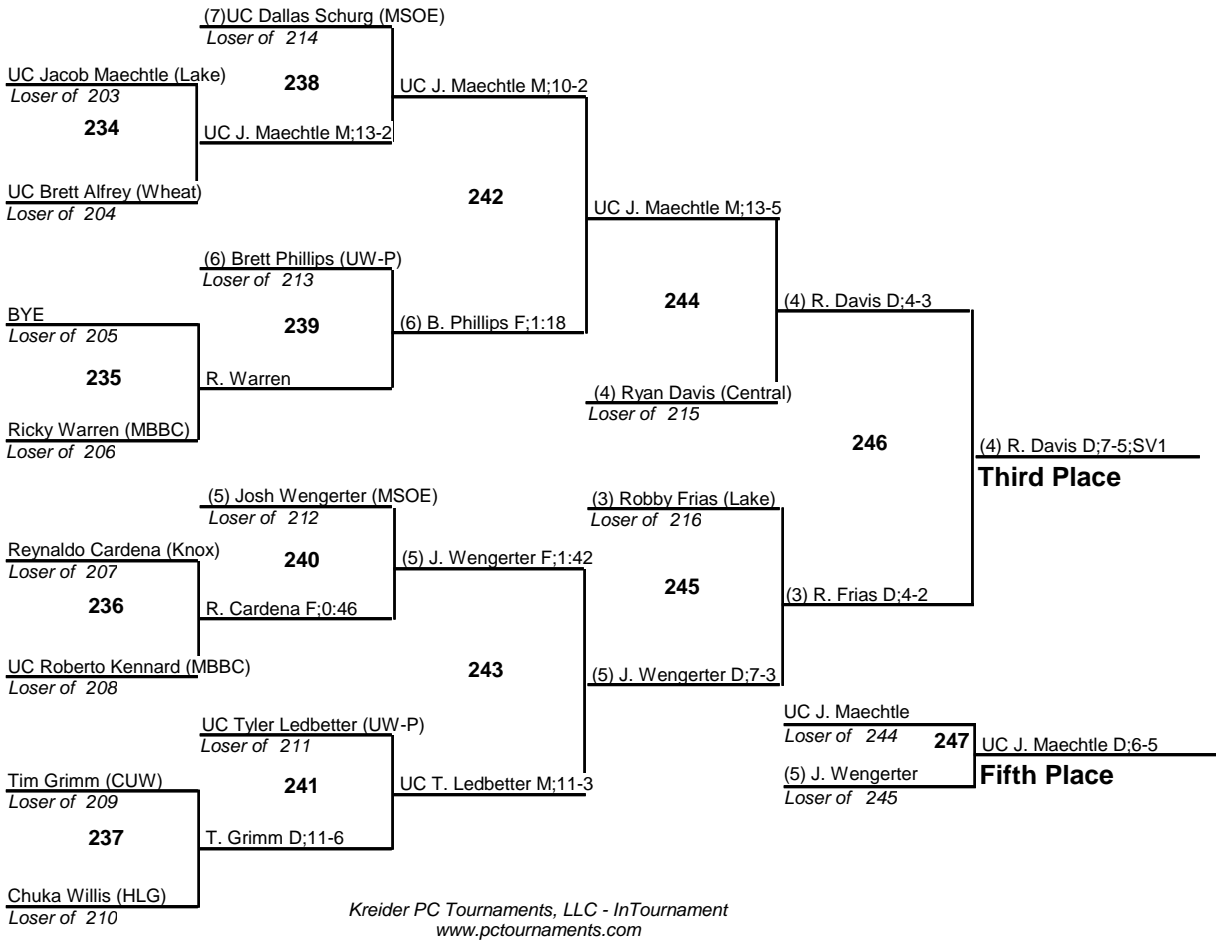 (7)UC Dallas Schurg (MSOE)
Loser of 214
UC Jacob Maechtle (Lake)
Loser of 203
238
UC J. Maechtle M;10-2
234
UC J. Maechtle M;13-2
UC Brett Alfrey (Wheat)
Loser of 204
242
UC J. Maechtle M;13-5
(6) Brett Phillips (UW-P)
Loser of 213
244
(4) R. Davis D;4-3
BYE
Loser of 205
239
(6) B. Phillips F;1:18
235
R. Warren
(4) Ryan Davis (Central)
Loser of 215
Ricky Warren (MBBC)
Loser of 206
246
(4) R. Davis D;7-5;SV1
Third Place
(5) Josh Wengerter (MSOE)
Loser of 212
(3) Robby Frias (Lake)
Loser of 216
Reynaldo Cardena (Knox)
Loser of 207
240
(5) J. Wengerter F;1:42
245
(3) R. Frias D;4-2
236
R. Cardena F;0:46
UC Roberto Kennard (MBBC)
Loser of 208
243
(5) J. Wengerter D;7-3
UC Tyler Ledbetter (UW-P)
Loser of 211
UC J. Maechtle
Loser of 244
247
UC J. Maechtle D;6-5
Fifth Place
(5) J. Wengerter
Loser of 245
Tim Grimm (CUW)
Loser of 209
241
UC T. Ledbetter M;11-3
237
T. Grimm D;11-6
Chuka Willis (HLG)
Loser of 210
Kreider PC Tournaments, LLC - InTournament
www.pctournaments.com